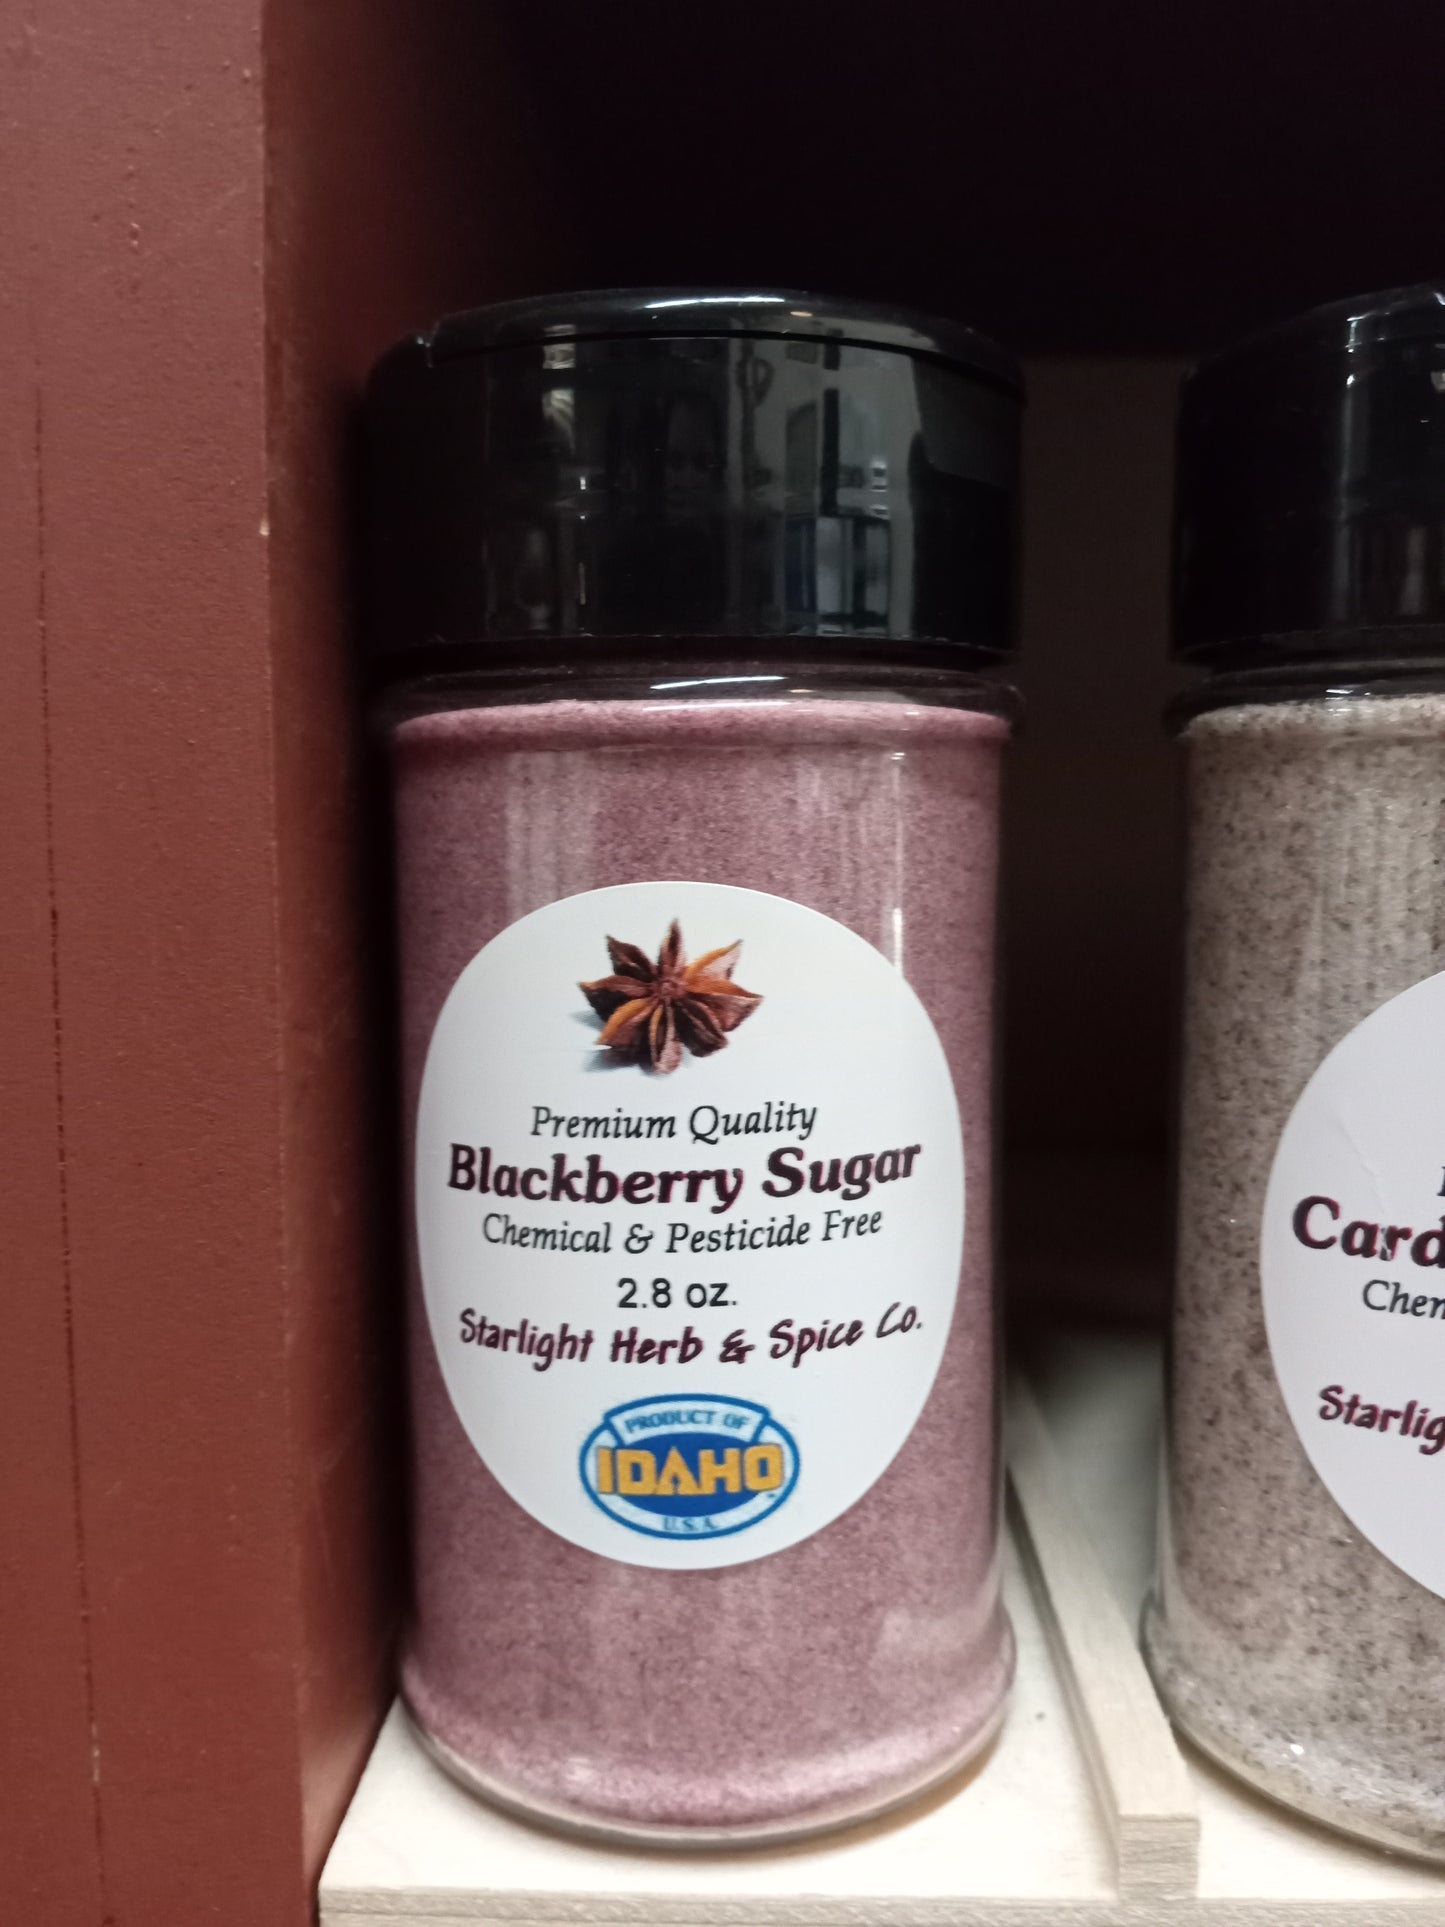 Premium Quality
Blackberry Sugar
Chemical & Pesticide Free
2.8 oz.
Starlight Herb & Spice Co.
PRODUCT OF
IDAHO
U.S.A.
Card
Chem
Starlig